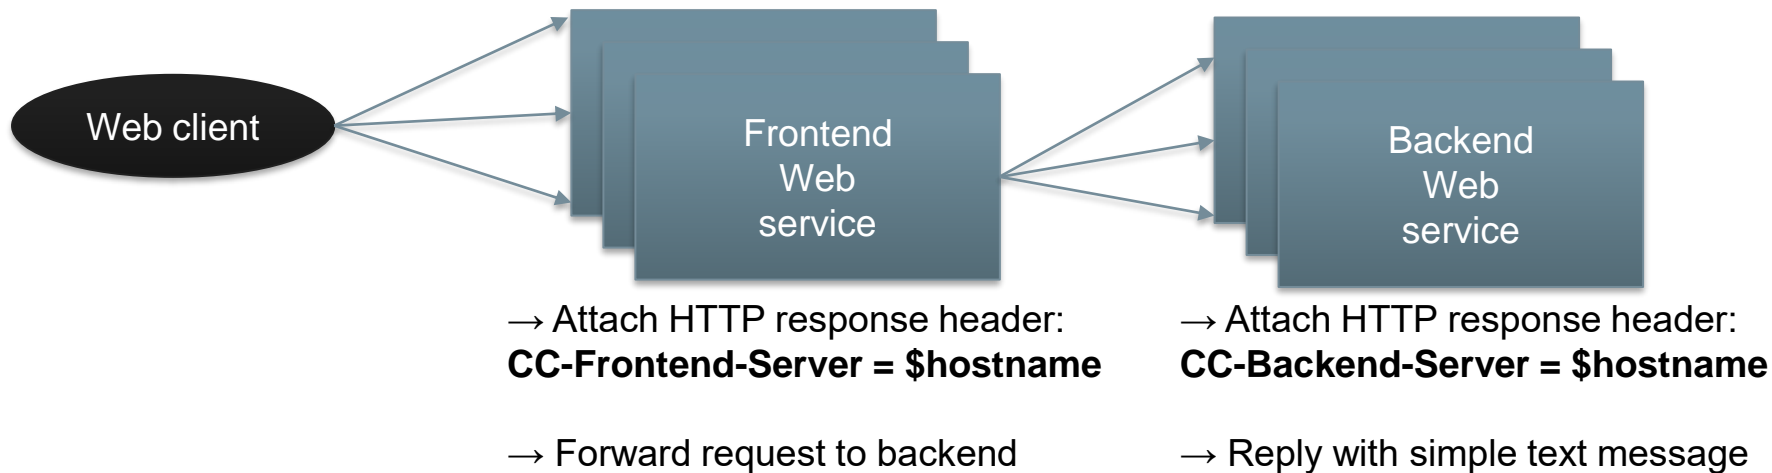 Web client
Frontend
Web
service
Backend
Web
service
→ Attach HTTP response header:
CC-Frontend-Server = $hostname
→ Forward request to backend
→ Attach HTTP response header:
CC-Backend-Server = $hostname
→ Reply with simple text message